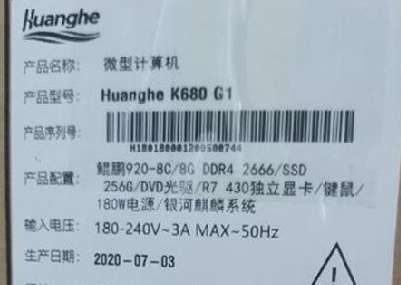 Huanghe
产品名称: 微型计算机
产品型号: Huanghe K680 G1
产品序列号:
H1B01B0001209S00744
产品配置: 鲲鹏920-8C/8G DDR4 2666/SSD
256G/DVD光驱/R7 430独立显卡/键鼠/
180W电源/银河麒麟系统
输入电压: 180-240V~3A MAX~50Hz
生产日期: 2020-07-03